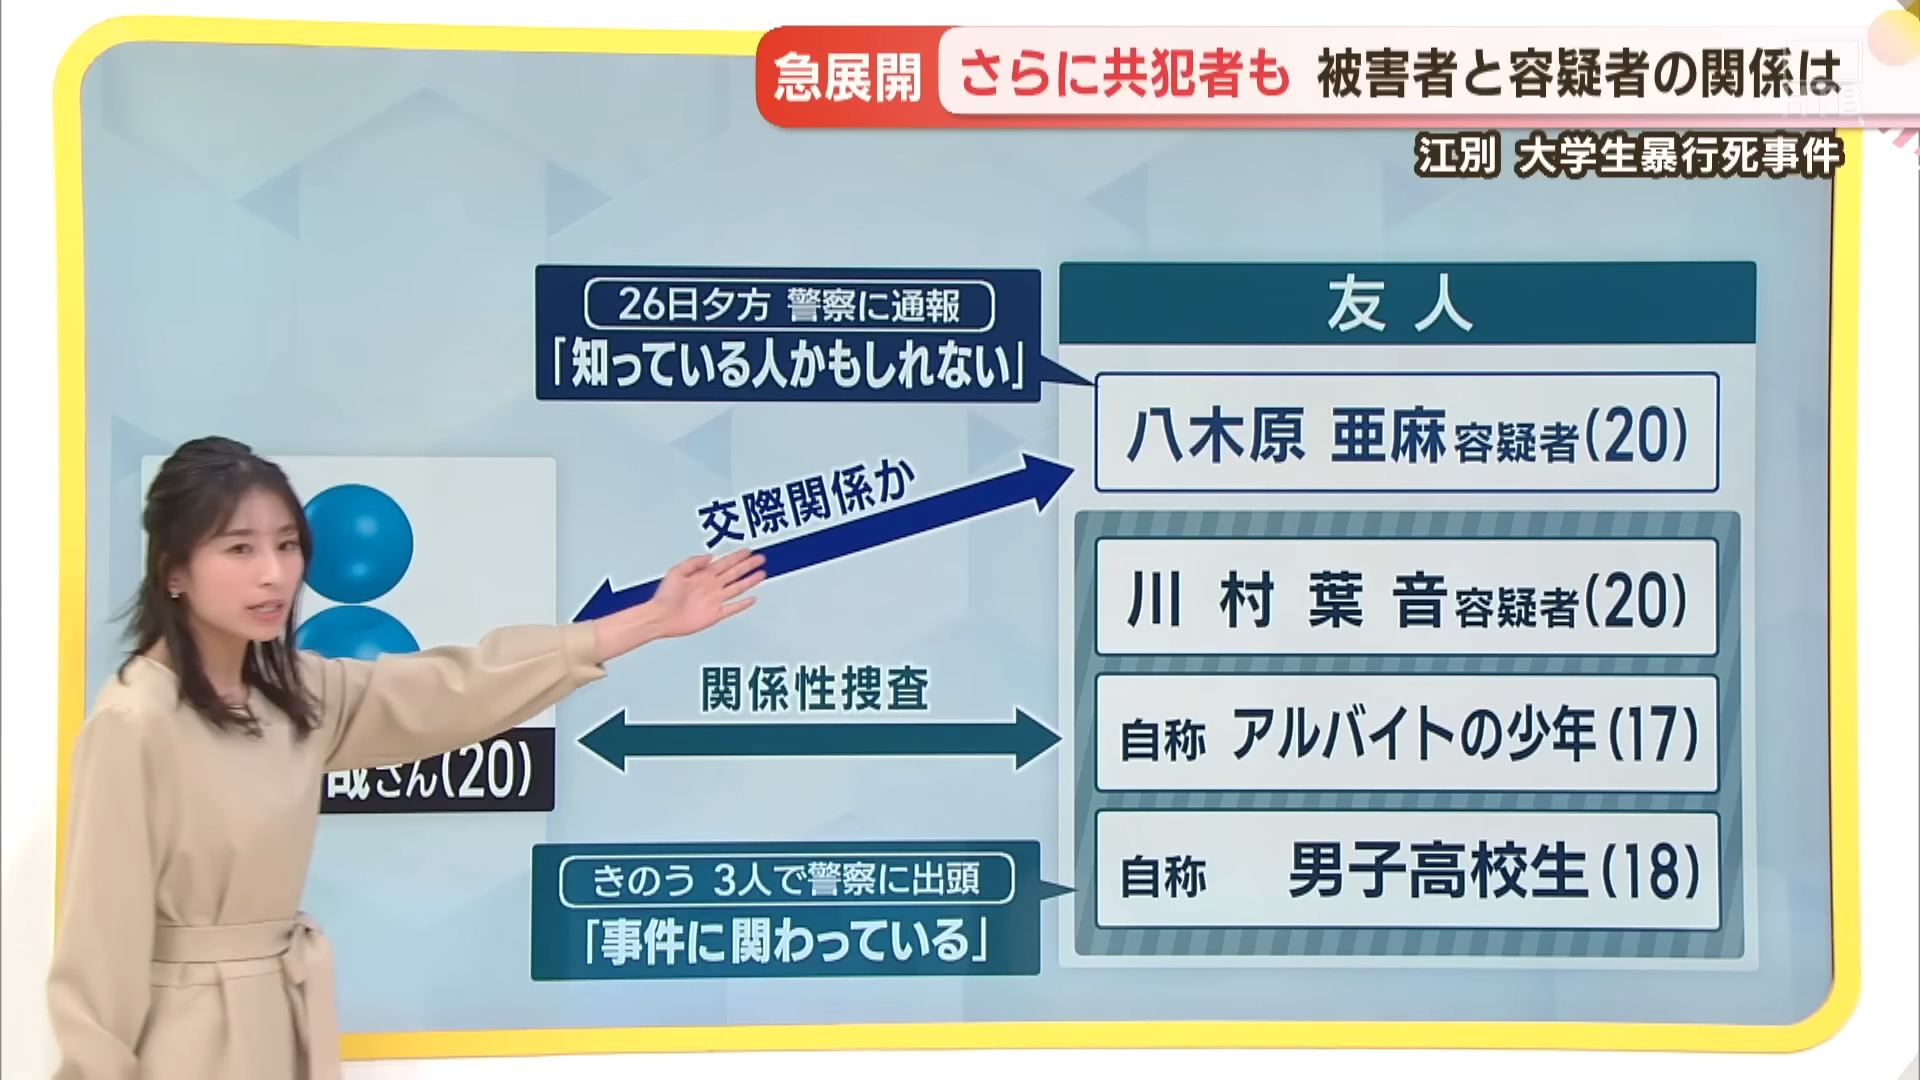 急展開 さらに共犯者も 被害者と容疑者の関係は
江別 大学生暴行死事件
友人
26日夕方 警察に通報
「知っている人かもしれない」
八木原 亜麻容疑者(20)
交際関係か
川村葉音容疑者(20)
関係性捜査
自称 アルバイトの少年(17)
哉さん(20)
自称 男子高校生(18)
きのう 3人で警察に出頭
「事件に関わっている」